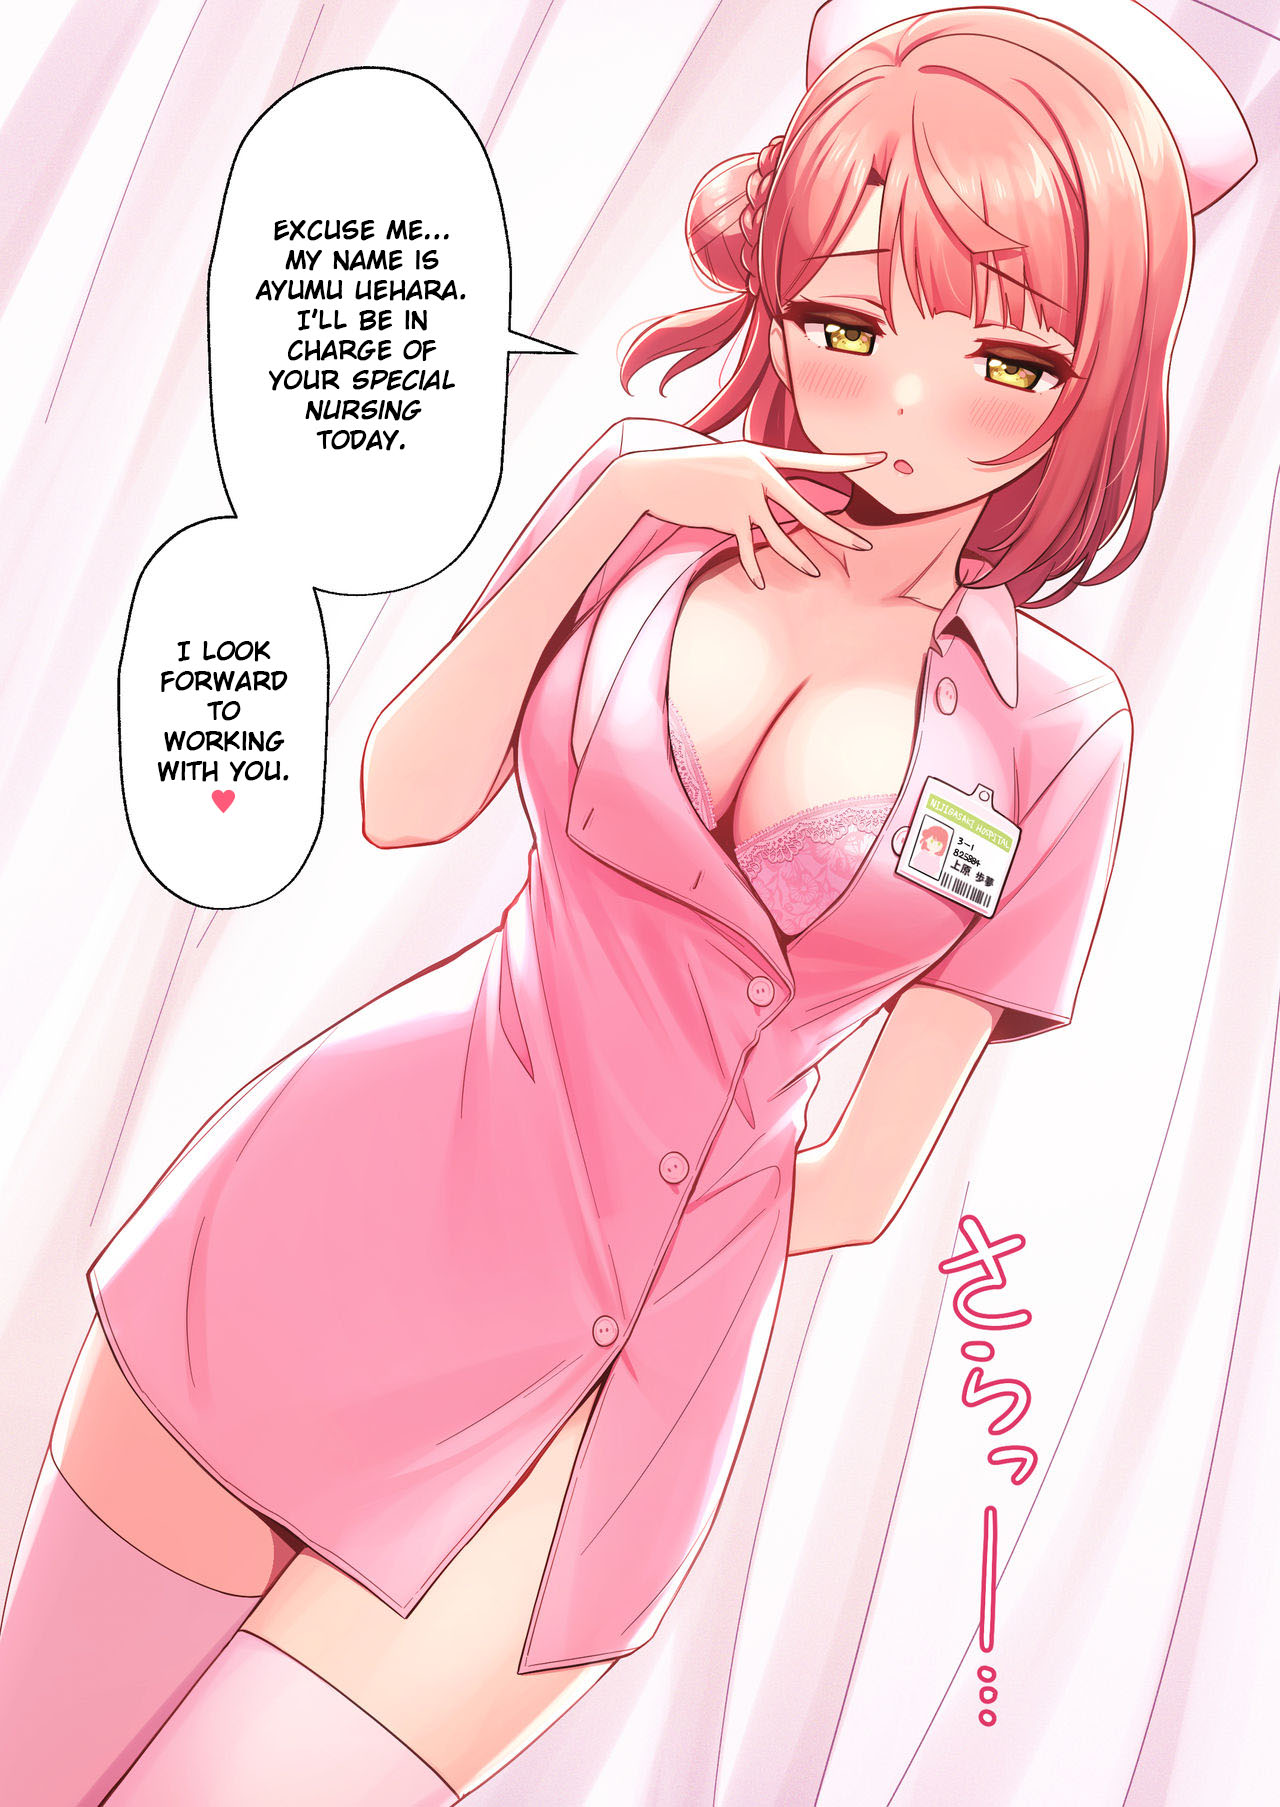 EXCUSE ME...
MY NAME IS
AYUMU UEHARA.
I'LL BE IN
CHARGE OF
YOUR SPECIAL
NURSING
TODAY.
I LOOK
FORWARD
TO
WORKING
WITH YOU.
♥
NIJIGASAKI HOSPITAL
3-1
825884
上原 歩夢
さらっ―…